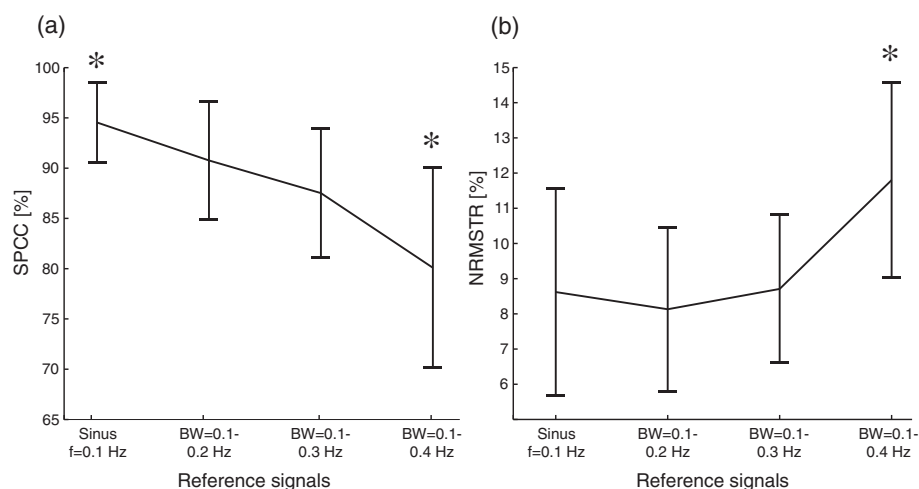 (a)
*
*
100
95
90
85
80
75
70
65
SPCC [%]
Sinus f=0.1 Hz
BW=0.1-0.2 Hz
BW=0.1-0.3 Hz
BW=0.1-0.4 Hz
Reference signals
(b)
*
15
14
13
12
11
10
9
8
7
6
NRMSTR [%]
Sinus f=0.1 Hz
BW=0.1-0.2 Hz
BW=0.1-0.3 Hz
BW=0.1-0.4 Hz
Reference signals